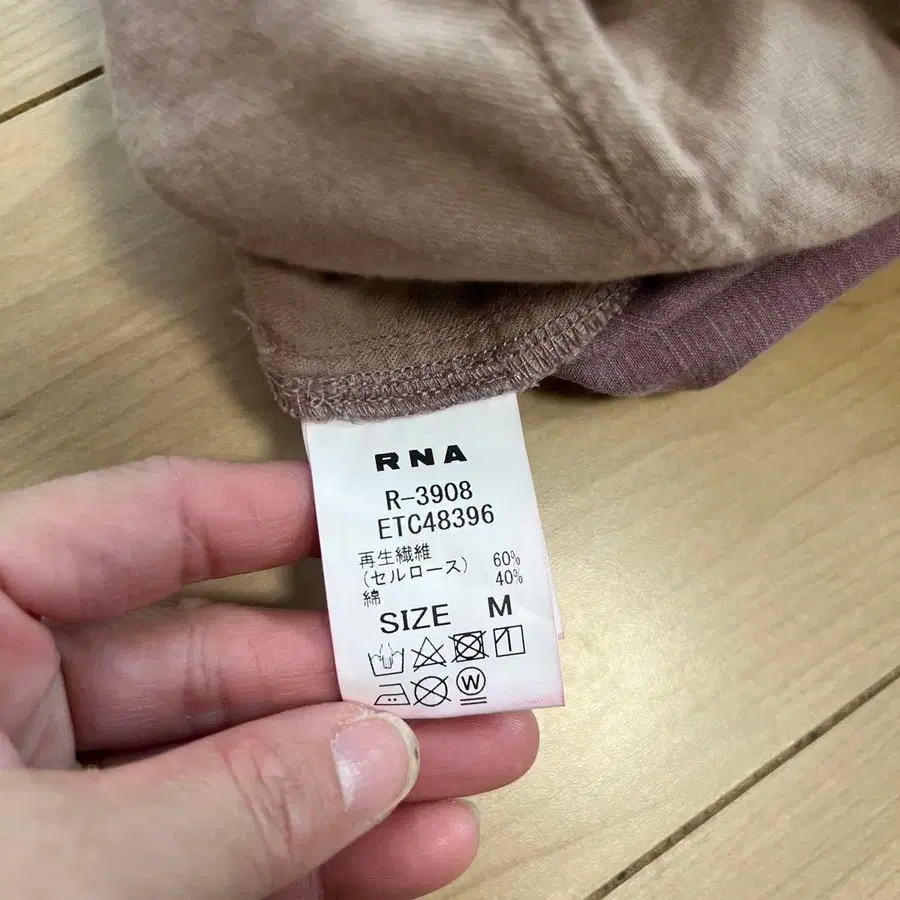 RNA
R-3908
ETC48396
再生繊維
(セルロース) 60%
綿 40%
SIZE M
W